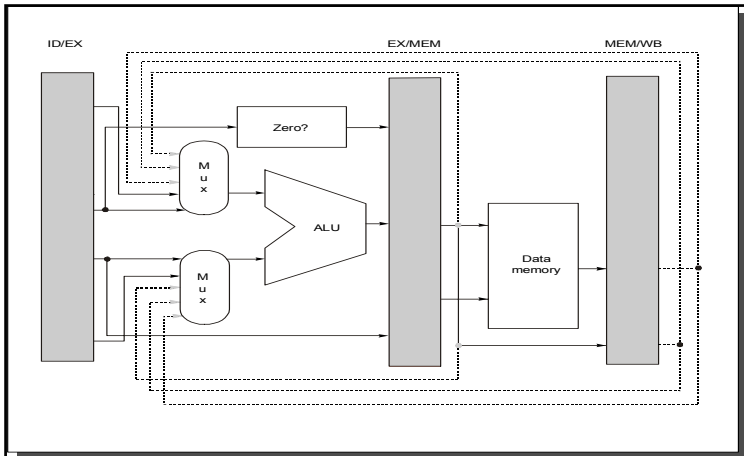 ID/EX
EX/MEM
MEM/WB
Zero?
M
u
x
ALU
Data
memory
M
u
x